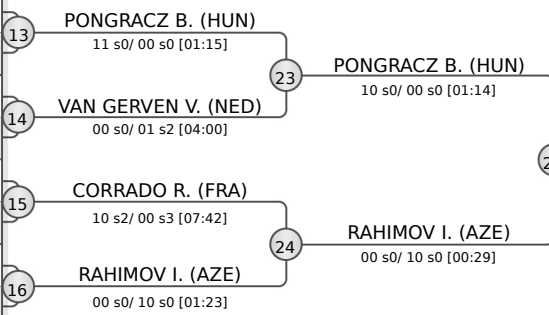 PONGRACZ B. (HUN)
13
11 s0/ 00 s0 [01:15]
PONGRACZ B. (HUN)
23
10 s0/ 00 s0 [01:14]
VAN GERVEN V. (NED)
14
00 s0/ 01 s2 [04:00]
CORRADO R. (FRA)
15
10 s2/ 00 s3 [07:42]
RAHIMOV I. (AZE)
24
00 s0/ 10 s0 [00:29]
RAHIMOV I. (AZE)
16
00 s0/ 10 s0 [01:23]